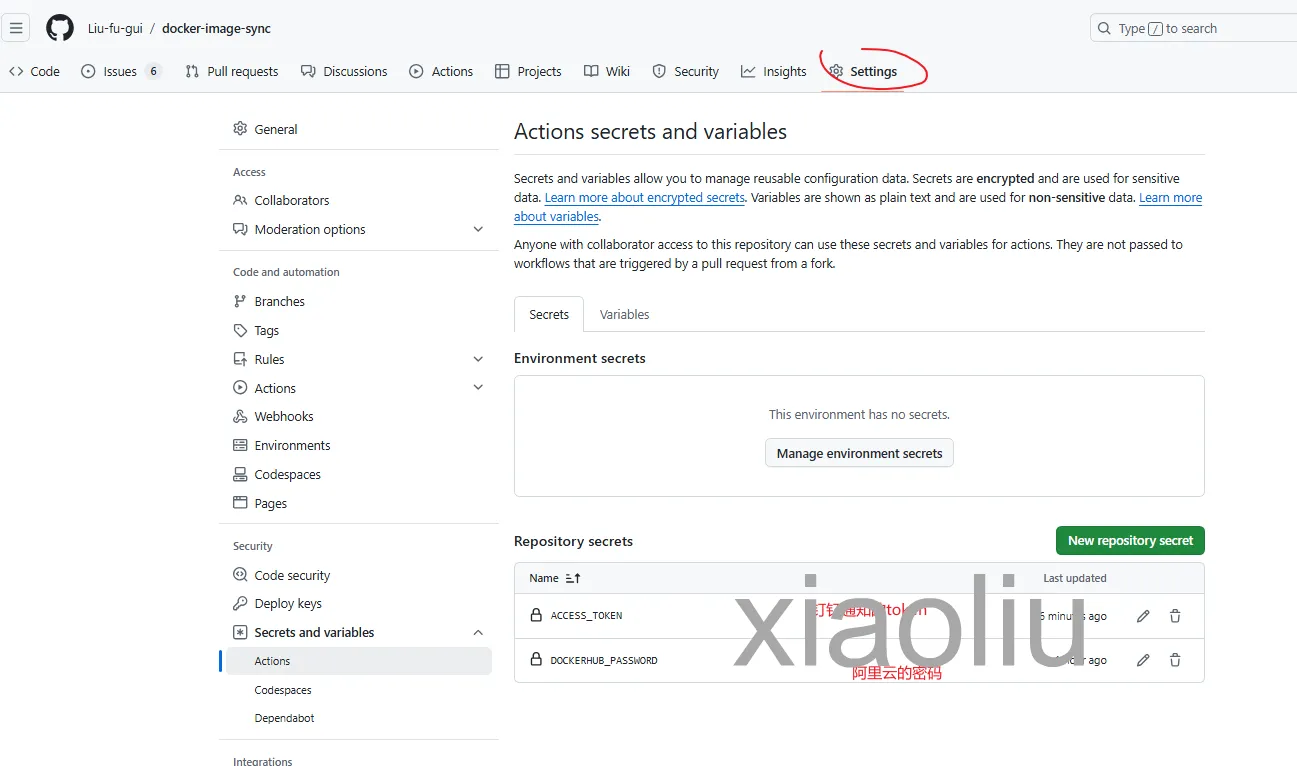 Liu-fu-gui / docker-image-sync
Type / to search
Code
Issues 6
Pull requests
Discussions
Actions
Projects
Wiki
Security
Insights
Settings
General
Access
Collaborators
Moderation options
Code and automation
Branches
Tags
Rules
Actions
Webhooks
Environments
Codespaces
Pages
Security
Code security
Deploy keys
Secrets and variables
Actions
Codespaces
Dependabot
Integrations
Actions secrets and variables
Secrets and variables allow you to manage reusable configuration data. Secrets are encrypted and are used for sensitive
data. Learn more about encrypted secrets. Variables are shown as plain text and are used for non-sensitive data. Learn more
about variables.
Anyone with collaborator access to this repository can use these secrets and variables for actions. They are not passed to
workflows that are triggered by a pull request from a fork.
Secrets
Variables
Environment secrets
This environment has no secrets.
Manage environment secrets
Repository secrets
New repository secret
Name
Last updated
ACCESS_TOKEN
钉钉通知的token
minutes ago
DOCKERHUB_PASSWORD
hour ago
阿里云的密码
xiaoliu